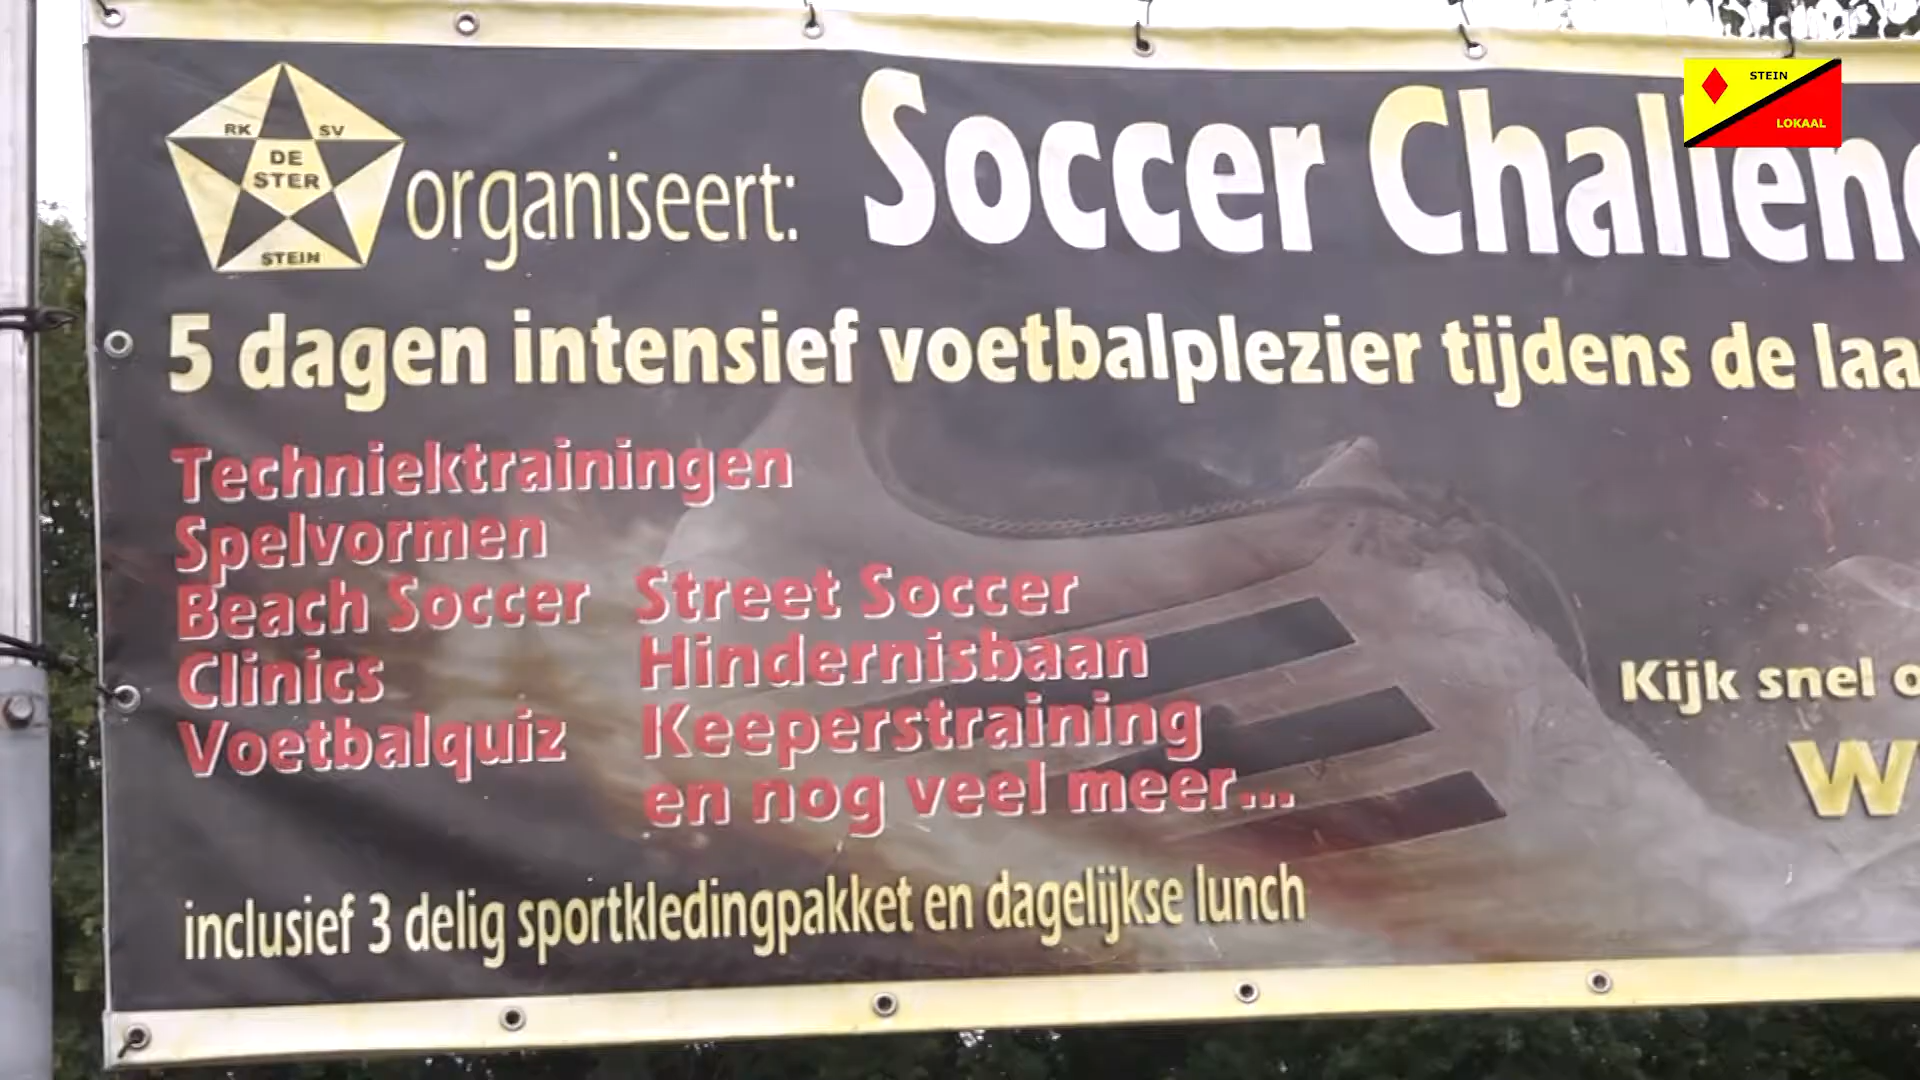 RK SV
DE
STER
STEIN
organiseert:
Soccer
STEIN
LOKAAL
5 dagen intensief voetbalplezier tijdens de
Techniektrainingen
Spelvormen
Beach Soccer
Clinics
Voetbalquiz
Street Soccer
Hindernisbaan
Keeperstraining
en nog veel meer...
Kijk snel
inclusief 3 delig sportkledingpakket en dagelijkse lunch